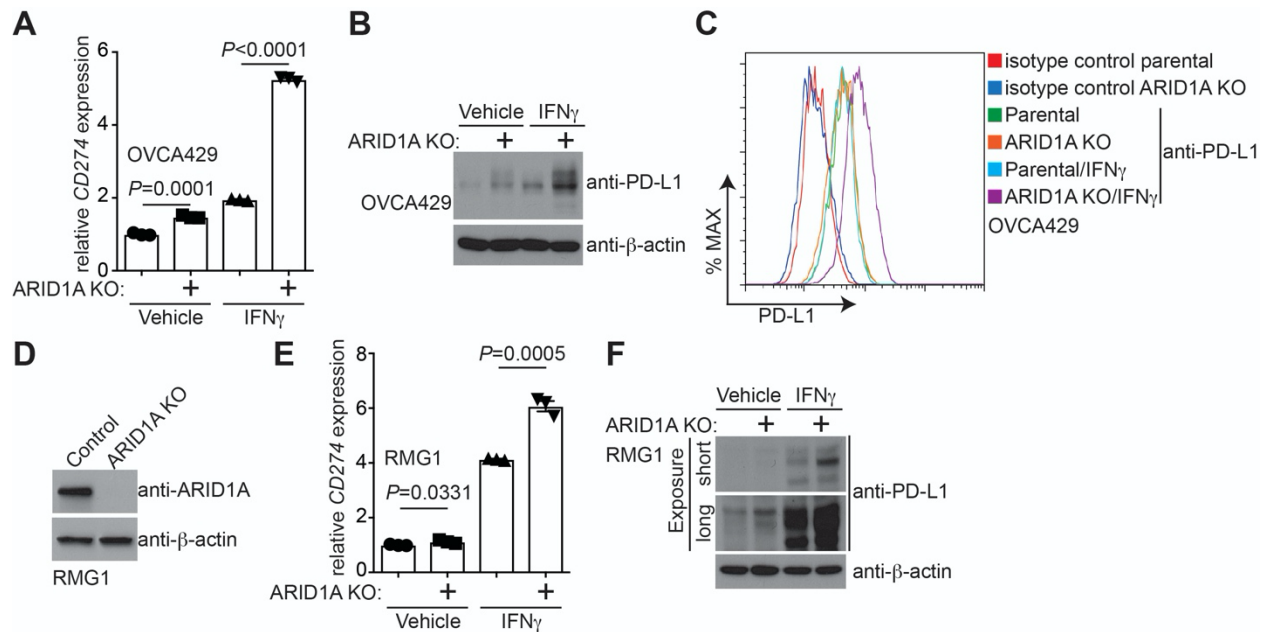 A
relative CD274 expression
6
4
2
0
P<0.0001
OVCA429
P=0.0001
ARID1A KO: + +
Vehicle IFNγ
B
Vehicle IFNγ
ARID1A KO: + +
OVCA429
anti-PD-L1
anti-β-actin
C
% MAX
PD-L1
isotype control parental
isotype control ARID1A KO
Parental
ARID1A KO
Parental/IFNγ
ARID1A KO/IFNγ
anti-PD-L1
OVCA429
D
Control
ARID1A KO
anti-ARID1A
anti-β-actin
RMG1
E
relative CD274 expression
8
6
4
2
0
P=0.0005
RMG1
P=0.0331
ARID1A KO: + +
Vehicle IFNγ
F
Vehicle IFNγ
ARID1A KO: + +
RMG1
Exposure
short
long
anti-PD-L1
anti-β-actin